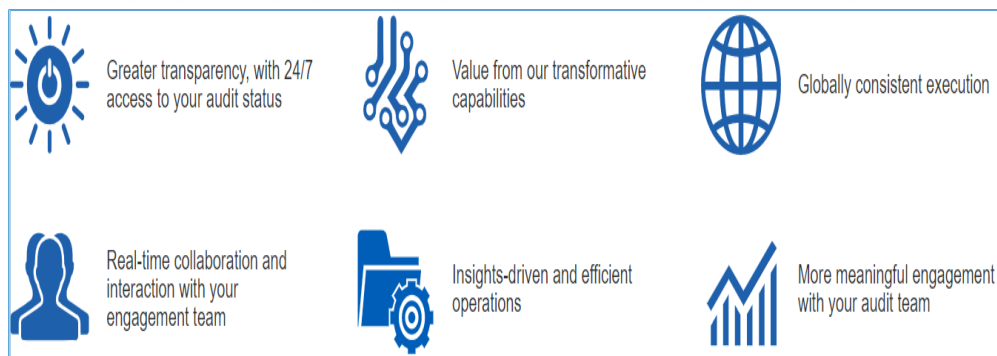 Greater transparency, with 24/7
access to your audit status
Value from our transformative
capabilities
Globally consistent execution
Real-time collaboration and
interaction with your
engagement team
Insights-driven and efficient
operations
More meaningful engagement
with your audit team